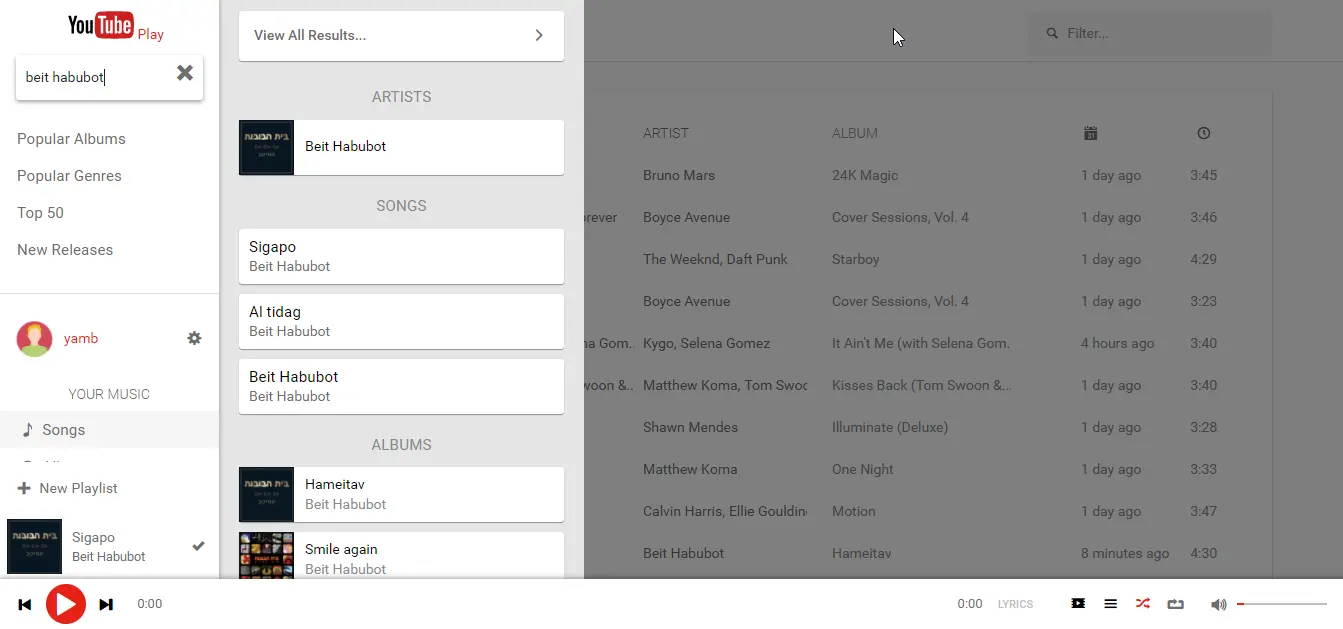 YouTube Play
beit habubot
Popular Albums
Popular Genres
Top 50
New Releases
yamb
YOUR MUSIC
Songs
New Playlist
Sigapo
Beit Habubot
View All Results...
ARTISTS
בית הבובות
Beit Habubot
SONGS
Sigapo
Beit Habubot
Al tidag
Beit Habubot
Beit Habubot
Beit Habubot
ALBUMS
בית הבובות
Hameitav
Beit Habubot
Smile again
Beit Habubot
Filter...
ARTIST ALBUM 31
Bruno Mars 24K Magic 1 day ago 3:45
orever Boyce Avenue Cover Sessions, Vol. 4 1 day ago 3:46
The Weeknd, Daft Punk Starboy 1 day ago 4:29
Boyce Avenue Cover Sessions, Vol. 4 1 day ago 3:23
na Gom.. Kygo, Selena Gomez It Ain't Me (with Selena Gom. 4 hours ago 3:40
woon &.. Matthew Koma, Tom Swoo Kisses Back (Tom Swoon &... 1 day ago 3:40
Shawn Mendes Illuminate (Deluxe) 1 day ago 3:28
Matthew Koma One Night 1 day ago 3:33
Calvin Harris, Ellie Goulding Motion 1 day ago 3:47
Beit Habubot Hameitav 8 minutes ago 4:30
בית הבובות
0:00
0:00 LYRICS